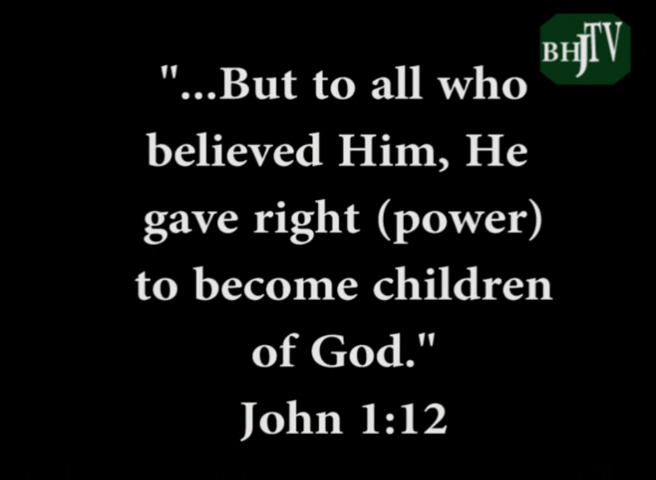 BHJTV
"...But to all who
believed Him, He
gave right (power)
to become children
of God."
John 1:12